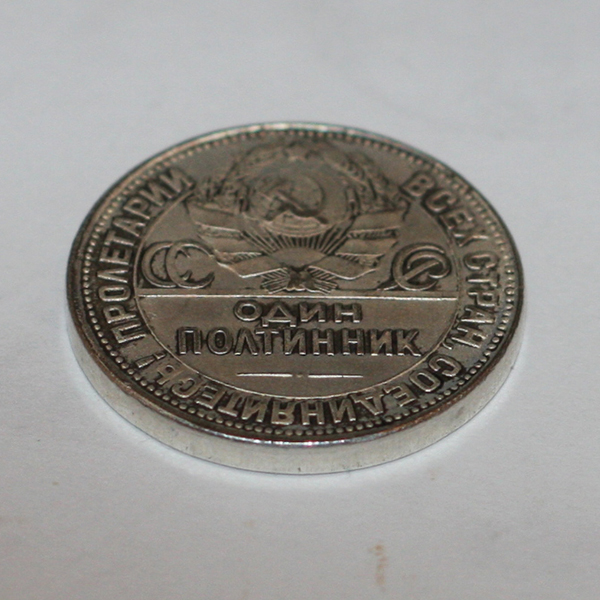 ПРОЛЕТАРИИ ВСЕХ СТРАН, СОЕДИНЯЙТЕСЬ!
СС СР
ОДИН
ПОЛТИННИК